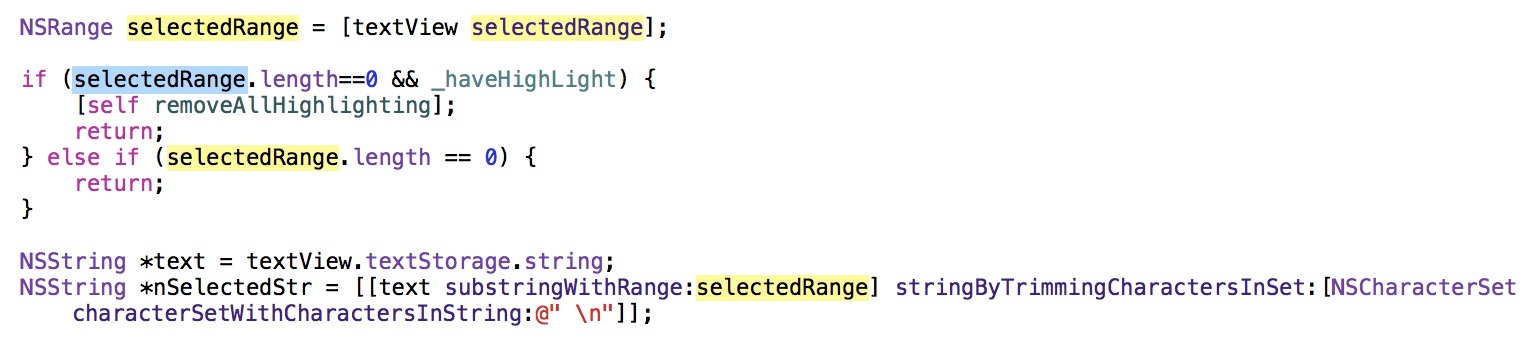 NSRange selectedRange = [textView selectedRange];
if (selectedRange.length==0 && _haveHighLight) {
[self removeAllHighlighting];
return;
} else if (selectedRange.length == 0) {
return;
}
NSString *text = textView.textStorage.string;
NSString *nSelectedStr = [[text substringWithRange:selectedRange] stringByTrimmingCharactersInSet:[NSCharacterSet
characterSetWithCharactersInString:@" \n"]];